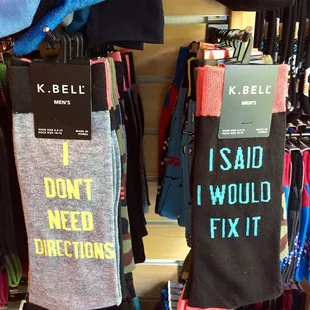 K.BELL
MEN'S
I
DON'T
NEED
DIRECTIONS
K.BELL
MEN'S
I SAID
I WOULD
FIX IT